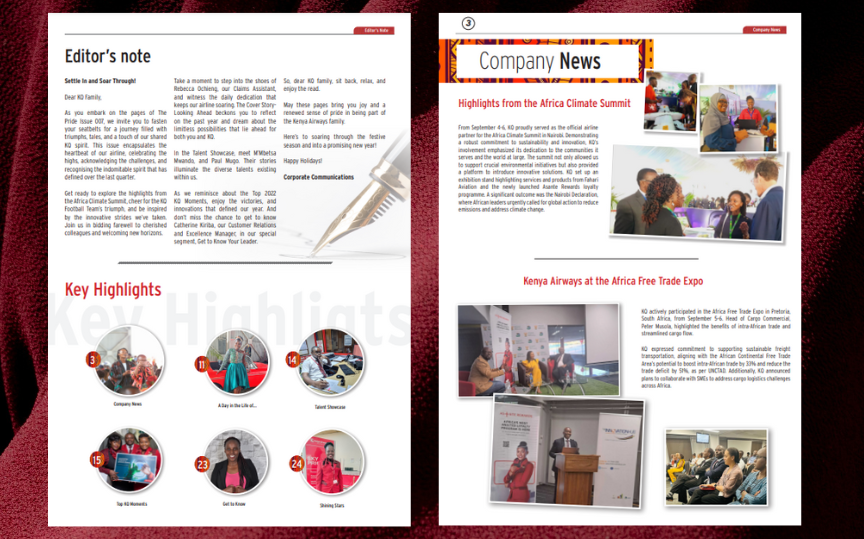 Editor's Note
Editor's note
Settle In and Soar Through!
Dear KQ Family,
As you embark on the pages of The
Pride Issue 007, we invite you to fasten
your seatbelts for a journey filled with
triumphs, tales, and a touch of our shared
KQ spirit. This issue encapsulates the
heartbeat of our airline, celebrating the
highs, acknowledging the challenges, and
recognising the indomitable spirit that has
defined over the last quarter.
Get ready to explore the highlights from
the Africa Climate Summit, cheer for the KQ
Football Team's triumph, and be inspired
by the innovative strides we've taken.
Join us in bidding farewell to cherished
colleagues and welcoming new horizons.
Take a moment to step into the shoes of
Rebecca Ochieng, our Claims Assistant,
and witness the daily dedication that
keeps our airline soaring. The Cover Story-
Looking Ahead beckons you to reflect
on the past year and dream about the
limitless possibilities that lie ahead for
both you and KQ.
In the Talent Showcase, meet M'Mbetsa
Mwando, and Paul Mugo. Their stories
illuminate the diverse talents existing
within us.
As we reminisce about the Top 2022
KQ Moments, enjoy the victories, and
innovations that defined our year. And
don't miss the chance to get to know
Catherine Kiriba, our Customer Relations
and Excellence Manager, in our special
segment, Get to Know Your Leader.
So, dear KQ family, sit back, relax, and
enjoy the read.
May these pages bring you joy and a
renewed sense of pride in being part of
the Kenya Airways family.
Here's to soaring through the festive
season and into a promising new year!
Happy Holidays!
Corporate Communications
Key Highlights
Key Highligts
3
Company News
11
A Day in the Life of...
14
Talent Showcase
15
Top KQ Moments
23
Get to Know
24
Shining Stars
3
Company News
Company News
Highlights from the Africa Climate Summit
From September 4-6, KQ proudly served as the official airline
partner for the Africa Climate Summit in Nairobi. Demonstrating
a robust commitment to sustainability and innovation, KQ's
involvement emphasized its dedication to the communities it
serves and the world at large. The summit not only allowed us
to support crucial environmental initiatives but also provided
a platform to introduce innovative solutions. KQ set up an
exhibition stand highlighting services and products from Fahari
Aviation and the newly launched Asante Rewards loyalty
programme. A significant outcome was the Nairobi Declaration,
where African leaders urgently called for global action to reduce
emissions and address climate change.
Kenya Airways at the Africa Free Trade Expo
KQ actively participated in the Africa Free Trade Expo in Pretoria,
South Africa, from September 5-6. Head of Cargo Commercial,
Peter Musola, highlighted the benefits of intra-African trade and
streamlined cargo flow.
KQ expressed commitment to supporting sustainable freight
transportation, aligning with the African Continental Free Trade
Area's potential to boost intra-African trade by 33% and reduce the
trade deficit by 51%, as per UNCTAD. Additionally, KQ announced
plans to collaborate with SMEs to address cargo logistics challenges
across Africa.